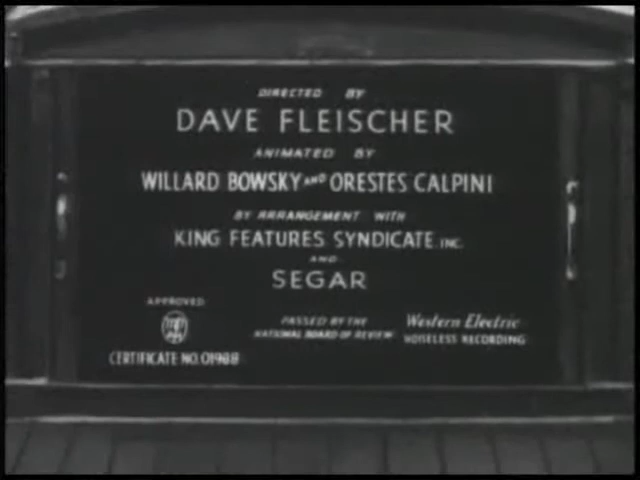 DIRECTED BY
DAVE FLEISCHER
ANIMATED BY
WILLARD BOWSKY AND ORESTES CALPINI
BY ARRANGEMENT WITH
KING FEATURES SYNDICATE, INC.
AND
SEGAR
APPROVED
CERTIFICATE NO. 01988
PASSED BY THE
NATIONAL BOARD OF REVIEW
Western Electric
NOISELESS RECORDING